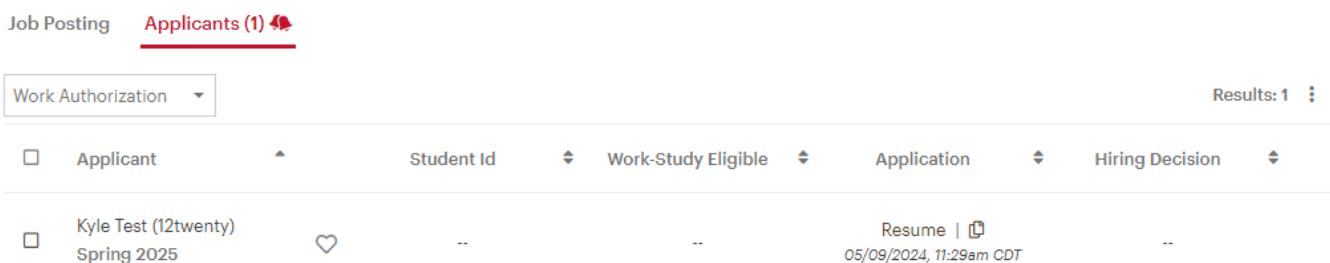 Job Posting Applicants (1)
Work Authorization Results: 1
Applicant Student Id Work-Study Eligible Application Hiring Decision
Kyle Test (12twenty) Resume |
Spring 2025 -- -- 05/09/2024, 11:29am CDT --